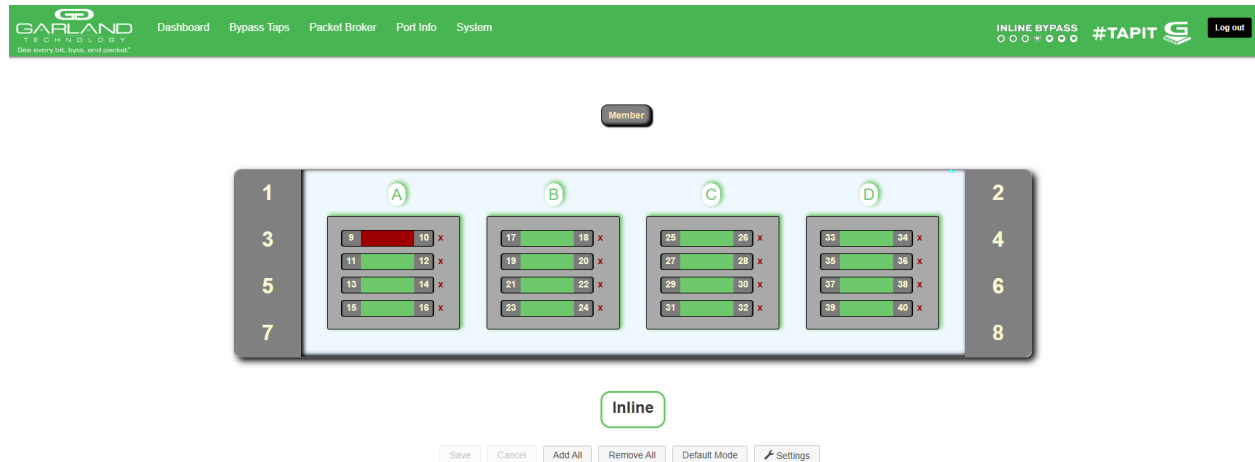 GARLAND
TECHNOLOGY
See every bit, byte, and packet®
Dashboard Bypass Taps Packet Broker Port Info System
INLINE BYPASS
#TAPIT
Log out
Member
1 A B C D 2
3 9 10 x 17 18 x 25 26 x 33 34 x 4
11 12 x 19 20 x 27 28 x 35 36 x
5 13 14 x 21 22 x 29 30 x 37 38 x 6
15 16 x 23 24 x 31 32 x 39 40 x
7 8
Inline
Save Cancel Add All Remove All Default Mode Settings